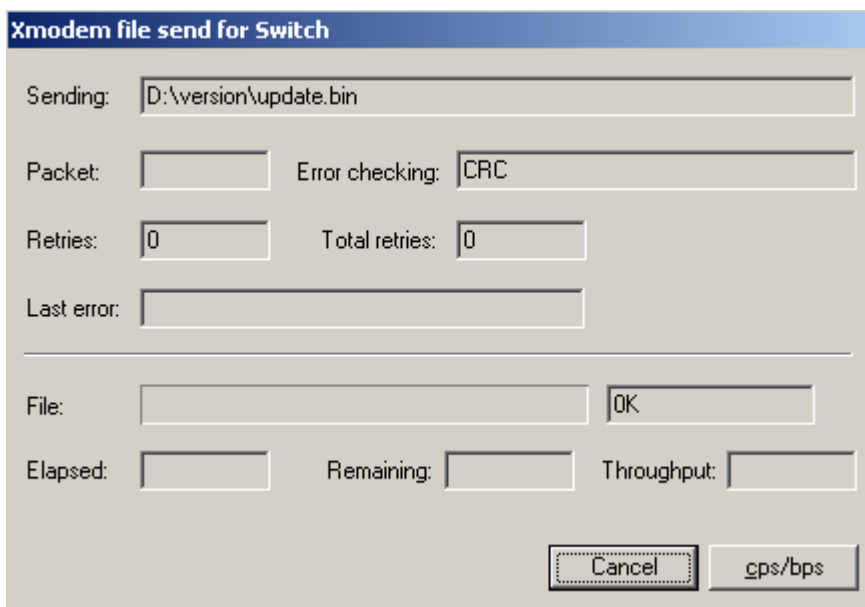 Xmodem file send for Switch
Sending: D:\version\update.bin
Packet: Error checking: CRC
Retries: 0 Total retries: 0
Last error:
File: 0K
Elapsed: Remaining: Throughput:
Cancel cps/bps